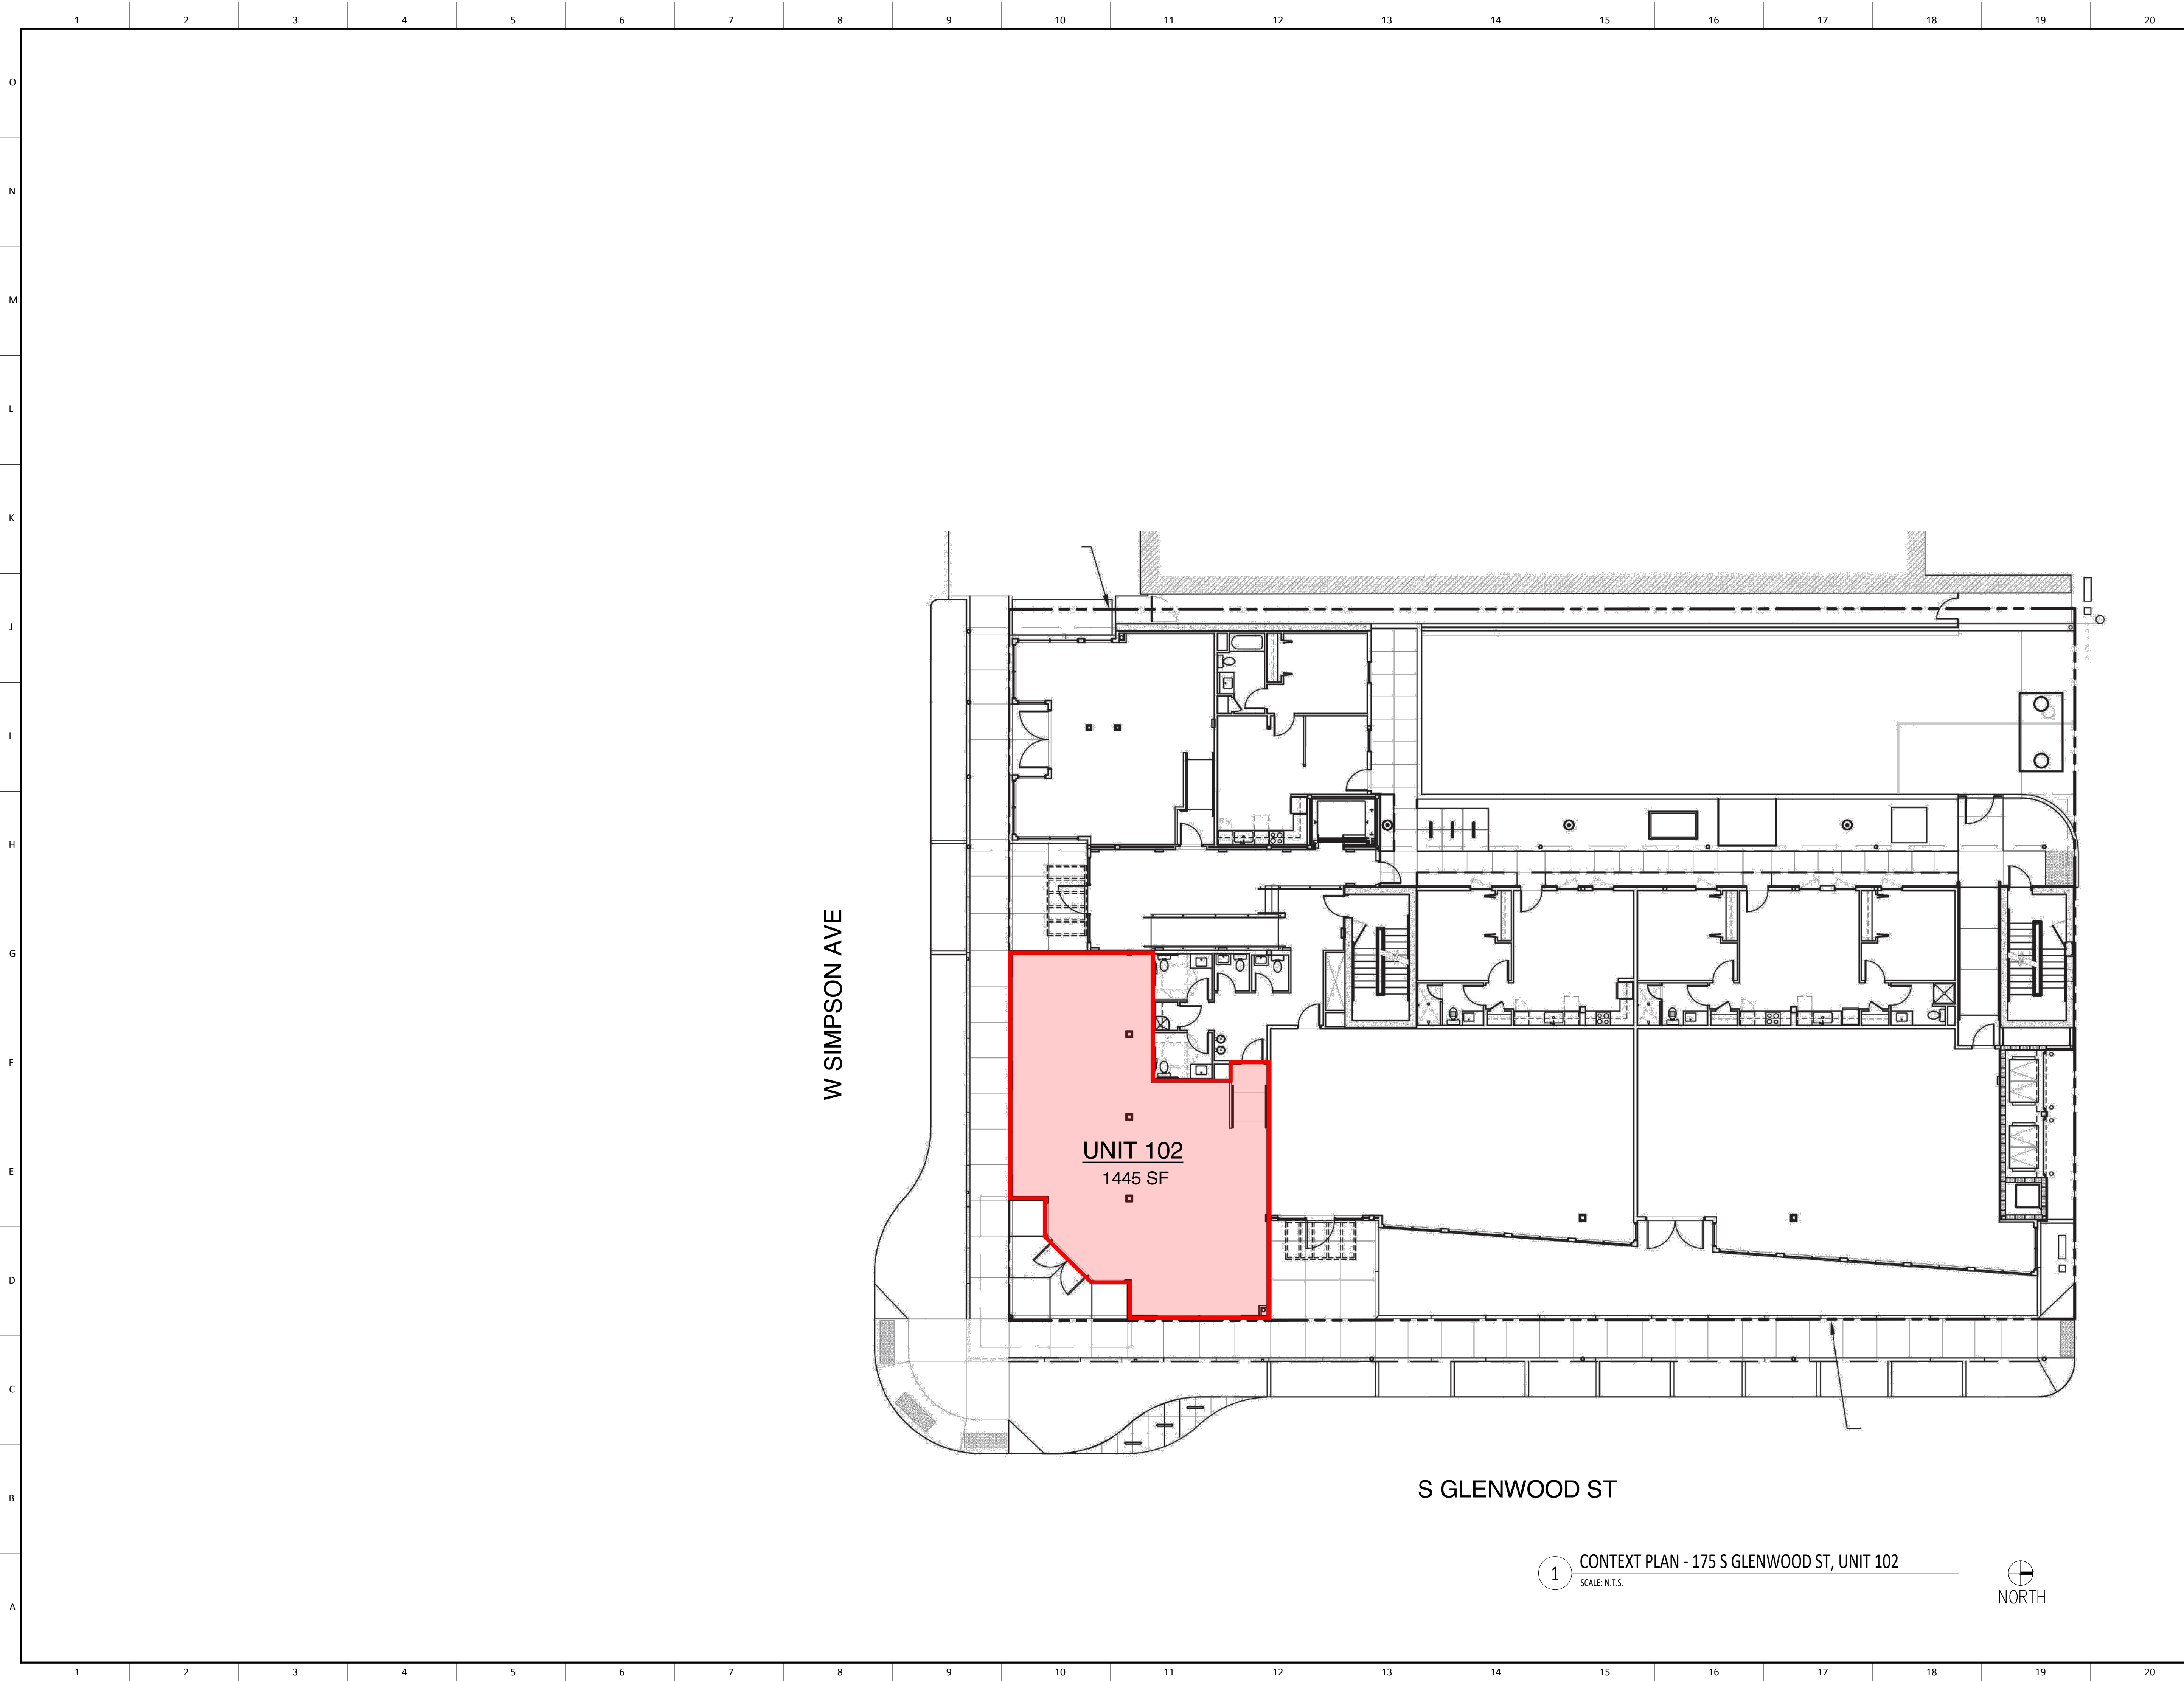 1 2 3 4 5 6 7 8 9 10 11 12 13 14 15 16 17 18 19 20
O
N
M
L
K
J
I
H
G
F
E
D
C
B
A
W SIMPSON AVE
UNIT 102
1445 SF
S GLENWOOD ST
1 CONTEXT PLAN - 175 S GLENWOOD ST, UNIT 102
SCALE: N.T.S.
NORTH
1 2 3 4 5 6 7 8 9 10 11 12 13 14 15 16 17 18 19 20